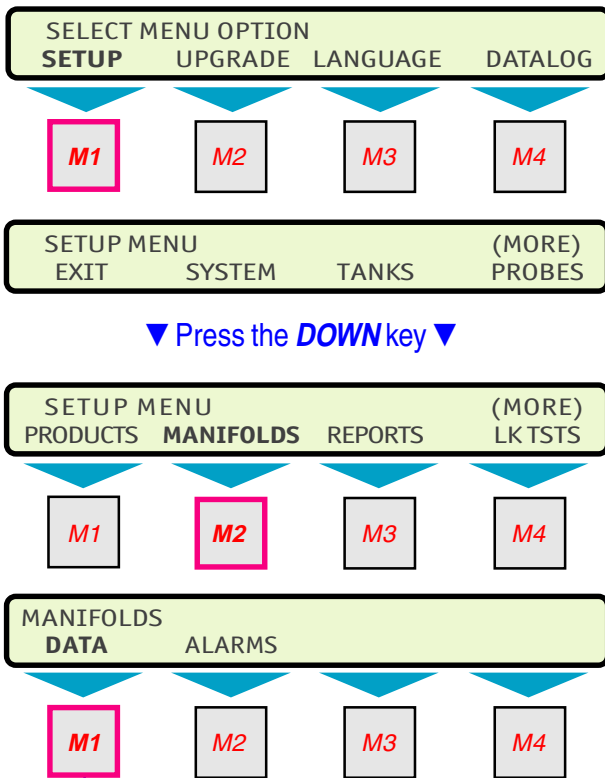 SELECT MENU OPTION
SETUP UPGRADE LANGUAGE DATALOG
M1 M2 M3 M4
SETUP MENU (MORE)
EXIT SYSTEM TANKS PROBES
▼ Press the DOWN key ▼
SETUP MENU (MORE)
PRODUCTS MANIFOLDS REPORTS LK TSTS
M1 M2 M3 M4
MANIFOLDS
DATA ALARMS
M1 M2 M3 M4